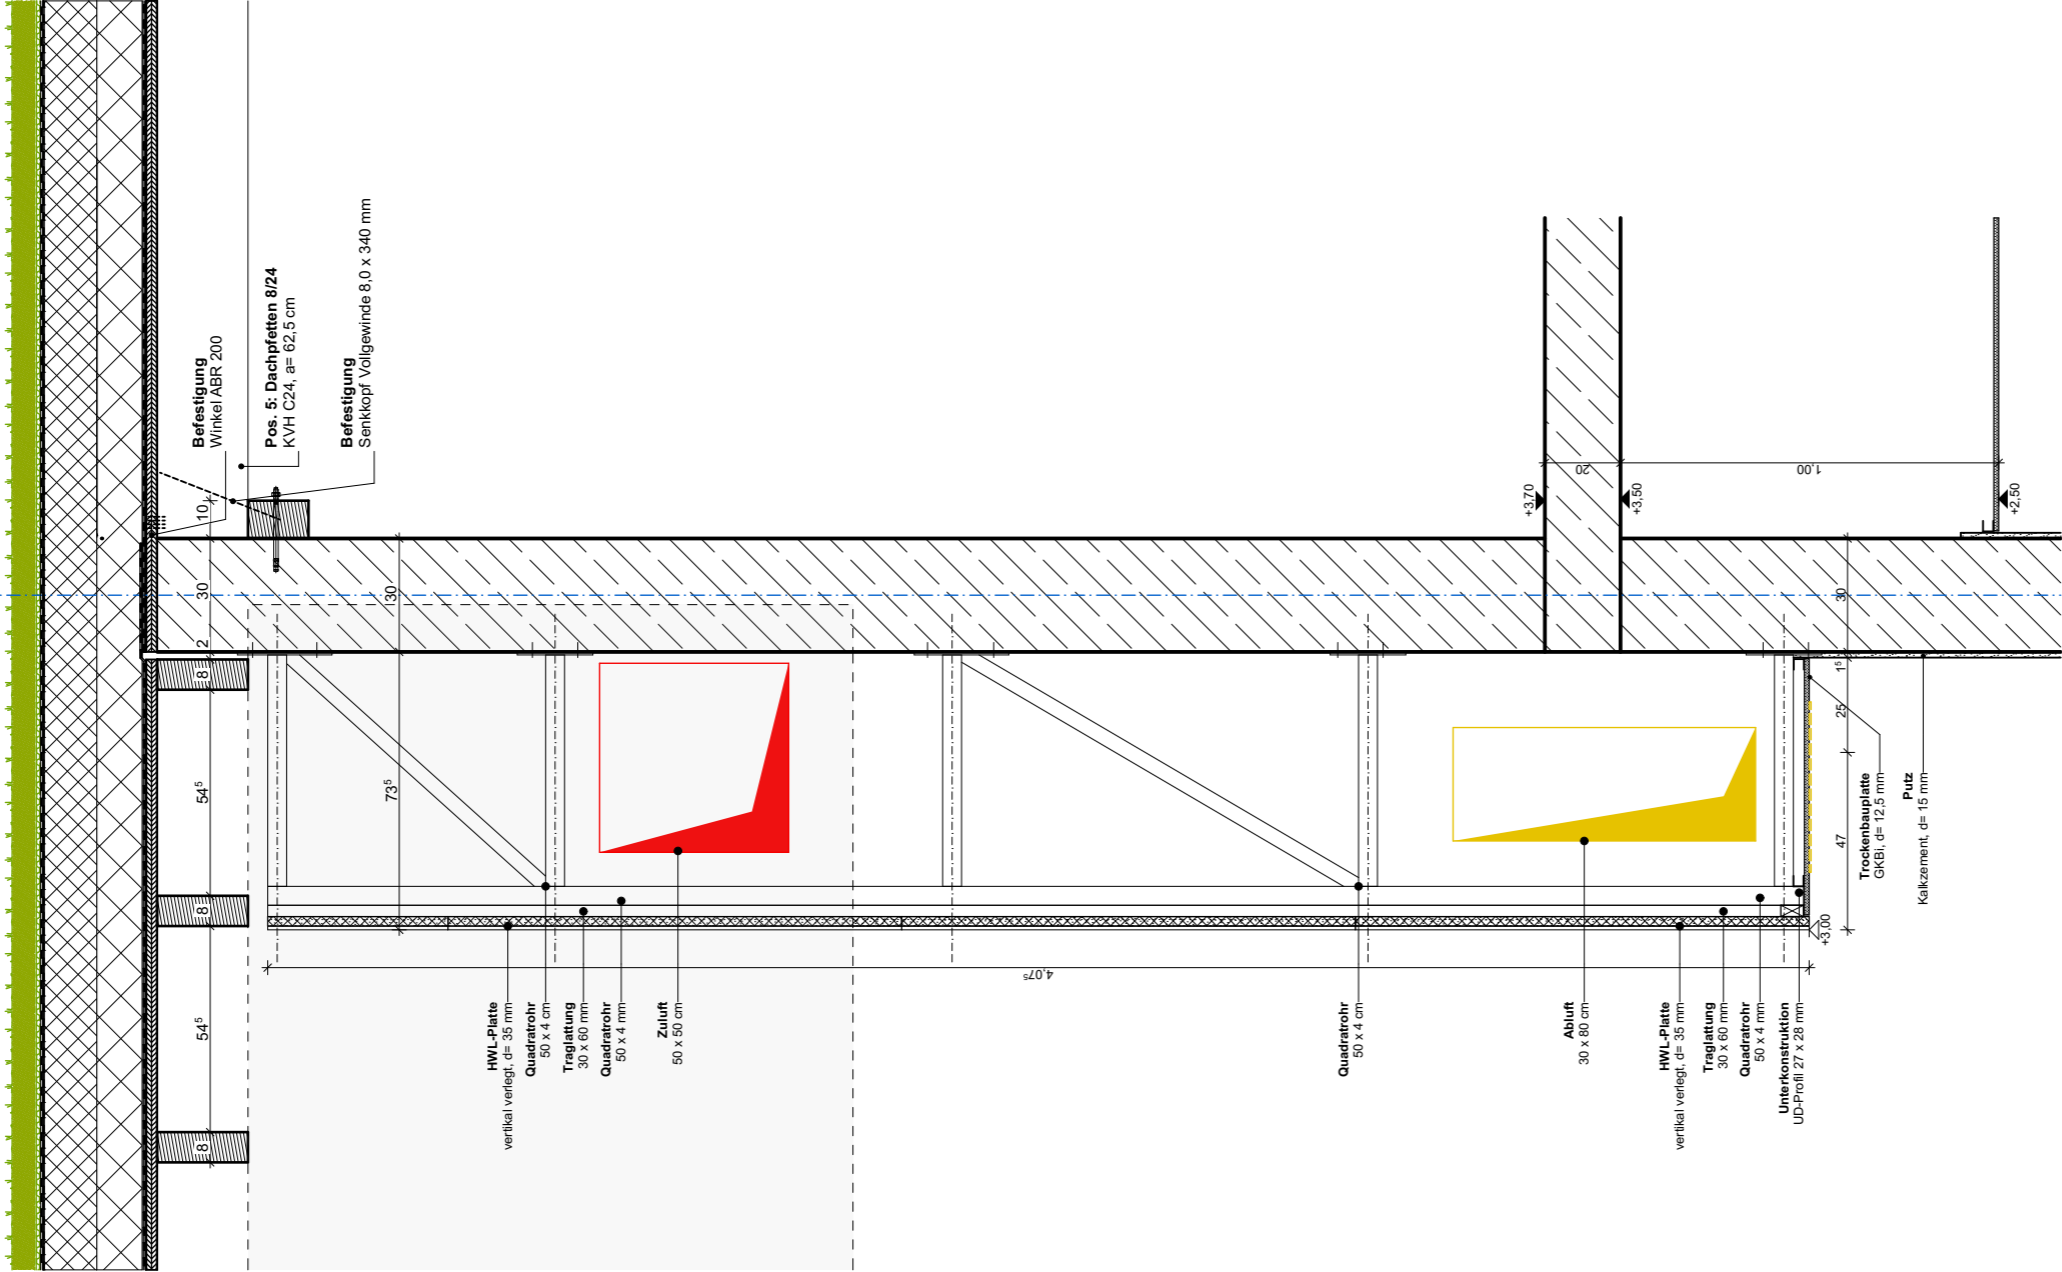 Befestigung
Winkel ABR 200
Pos. 5: Dachpfetten 8/24
KVH C24, a= 62,5 cm
Befestigung
Senkkopf Vollgewinde 8,0 x 340 mm
10
30
2
8
54⁵
8
54⁵
8
30
73⁵
4,07⁵
20
1,00
+3,70
+3,50
+2,50
30
1⁵
25
47
+3,00
HWL-Platte
vertikal verlegt, d= 35 mm
Quadratrohr
50 x 4 cm
Traglattung
30 x 60 mm
Quadratrohr
50 x 4 mm
Zuluft
50 x 50 cm
Quadratrohr
50 x 4 cm
Abluft
30 x 80 cm
HWL-Platte
vertikal verlegt, d= 35 mm
Traglattung
30 x 60 mm
Quadratrohr
50 x 4 mm
Unterkonstruktion
UD-Profil 27 x 28 mm
Trockenbauplatte
GKBi, d= 12,5 mm
Putz
Kalkzement, d= 15 mm